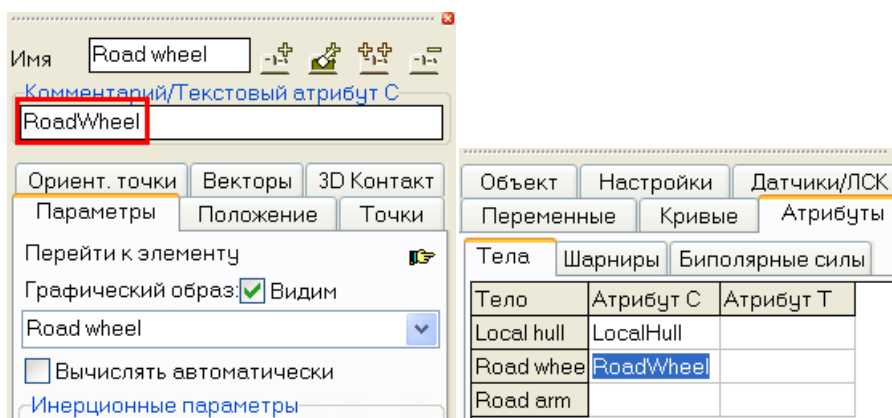 Имя Road wheel
Комментарий/Текстовый атрибут C
RoadWheel
Ориент. точки Векторы 3D Контакт
Параметры Положение Точки
Перейти к элементу
Графический образ: Видим
Road wheel
Вычислять автоматически
Инерционные параметры
Объект Настройки Датчики/ЛСК
Переменные Кривые Атрибуты
Тела Шарниры Биполярные силы
Тело Атрибут C Атрибут T
Local hull LocalHull
Road whee RoadWheel
Road arm